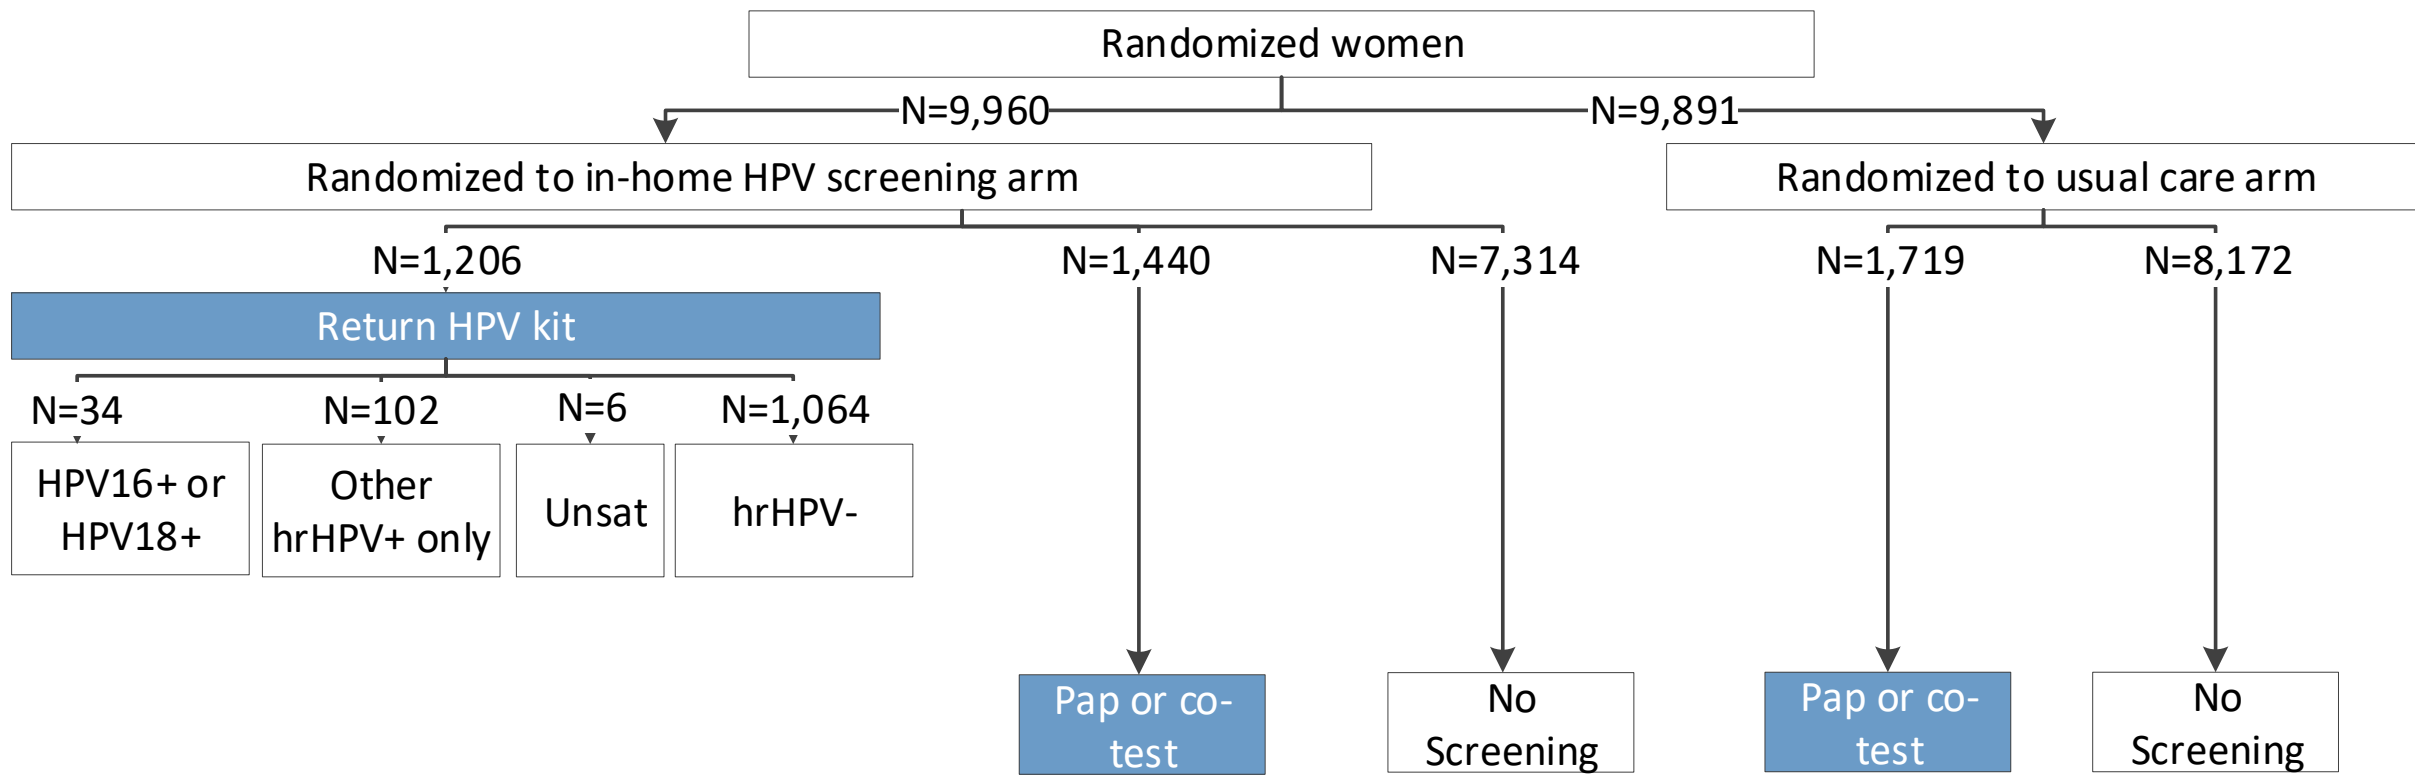 Randomized women
N=9,960
N=9,891
Randomized to in-home HPV screening arm
Randomized to usual care arm
N=1,206
N=1,440
N=7,314
N=1,719
N=8,172
Return HPV kit
N=34
N=102
N=6
N=1,064
HPV16+ or
HPV18+
Other
hrHPV+ only
Unsat
hrHPV-
Pap or co-
test
No
Screening
Pap or co-
test
No
Screening